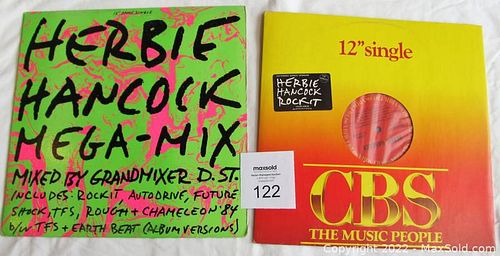 12" DANCE SINGLE
HERBIE
HANCOCK
MEGA-MIX
MIXED BY GRANDMIXER D. ST.
INCLUDES: ROCKIT, AUTODRIVE, FUTURE
SHOCK, TFS, ROUGH + CHAMELEON '84
b/w TFS + EARTH BEAT (ALBUM VERSIONS)
maxsold
122
12" single
HERBIE
HANCOCK
ROCKIT
CBS
THE MUSIC PEOPLE
Copyright 2022 - MaxSold.com